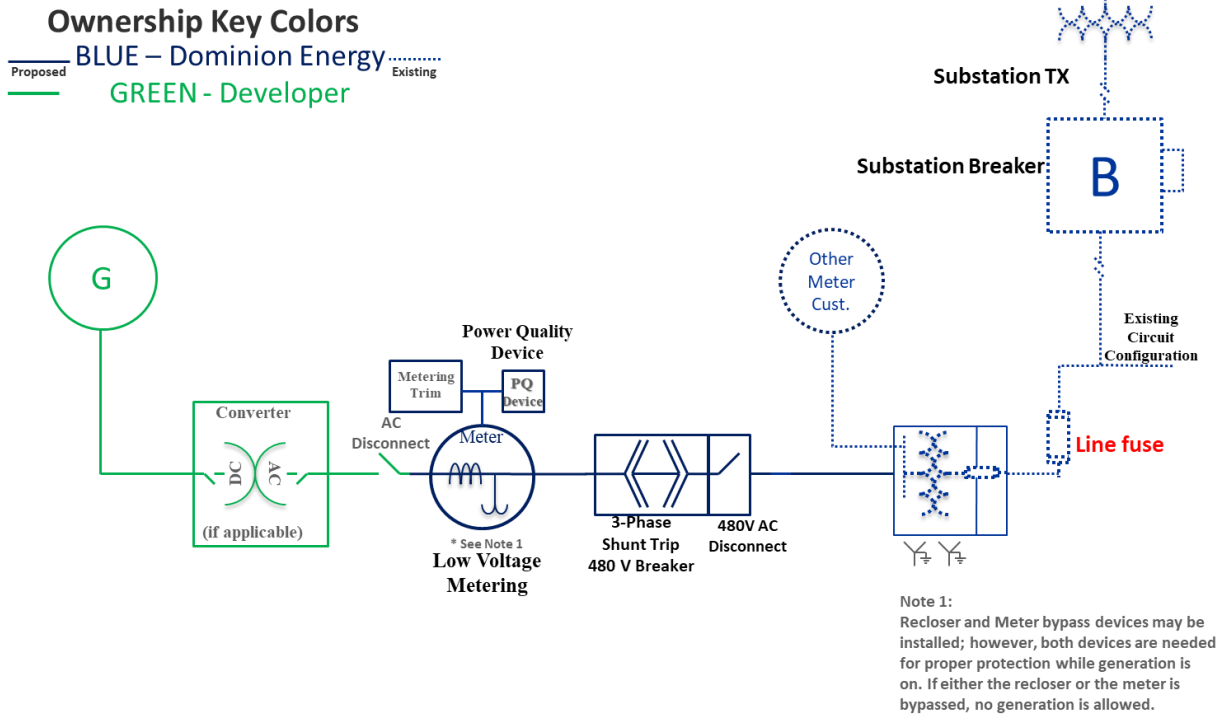 Ownership Key Colors
BLUE – Dominion Energy
Proposed
Existing
GREEN - Developer
Substation TX
Substation Breaker
B
G
Other
Meter
Cust.
Existing
Circuit
Configuration
Power Quality
Device
Metering
Trim
PQ
Device
Converter
AC
Disconnect
Meter
Line fuse
DC
AC
(if applicable)
* See Note 1
Low Voltage
Metering
3-Phase
Shunt Trip
480 V Breaker
480V AC
Disconnect
Note 1:
Recloser and Meter bypass devices may be
installed; however, both devices are needed
for proper protection while generation is
on. If either the recloser or the meter is
bypassed, no generation is allowed.